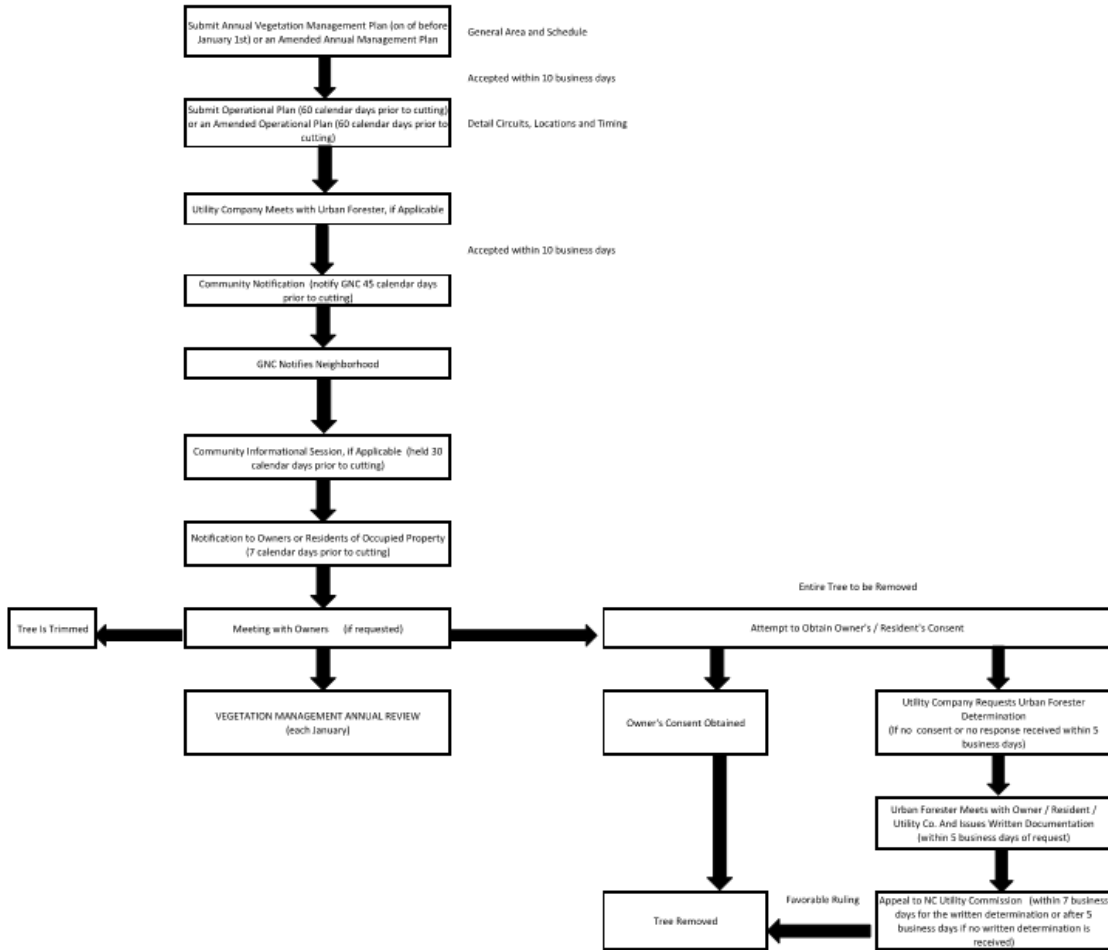 Submit Annual Vegetation Management Plan (on of before
January 1st) or an Amended Annual Management Plan
General Area and Schedule
Accepted within 10 business days
Submit Operational Plan (60 calendar days prior to cutting)
or an Amended Operational Plan (60 calendar days prior to
cutting)
Detail Circuits, Locations and Timing
Utility Company Meets with Urban Forester, if Applicable
Accepted within 10 business days
Community Notification (notify GNC 45 calendar days
prior to cutting)
GNC Notifies Neighborhood
Community Informational Session, if Applicable (held 30
calendar days prior to cutting)
Notification to Owners or Residents of Occupied Property
(7 calendar days prior to cutting)
Entire Tree to be Removed
Tree Is Trimmed
Meeting with Owners (if requested)
Attempt to Obtain Owner's / Resident's Consent
VEGETATION MANAGEMENT ANNUAL REVIEW
(each January)
Owner's Consent Obtained
Utility Company Requests Urban Forester
Determination
(If no consent or no response received within 5
business days)
Urban Forester Meets with Owner / Resident /
Utility Co. And Issues Written Documentation
(within 5 business days of request)
Tree Removed
Favorable Ruling
Appeal to NC Utility Commission (within 7 business
days for the written determination or after 5
business days if no written determination is
received)